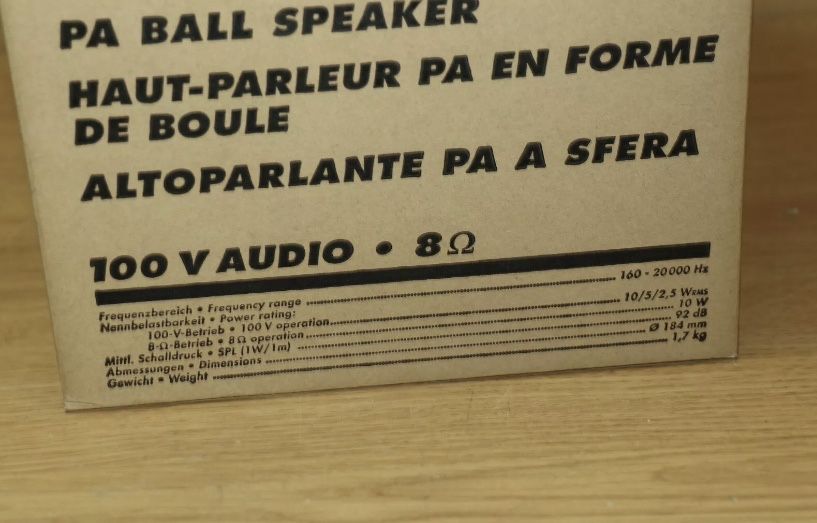 PA BALL SPEAKER
HAUT-PARLEUR PA EN FORME
DE BOULE
ALTOPARLANTE PA A SFERA
100 V AUDIO • 8 Ω
Frequenzbereich • Frequency range 160 - 20000 Hz
Nennbelastbarkeit • Power rating:
100-V-Betrieb • 100 V operation 10/5/2,5 WRMS
8-Ω-Betrieb • 8 Ω operation 10 W
Mittl. Schalldruck • SPL (1W/1m) 92 dB
Abmessungen • Dimensions Ø 184 mm
Gewicht • Weight 1,7 kg